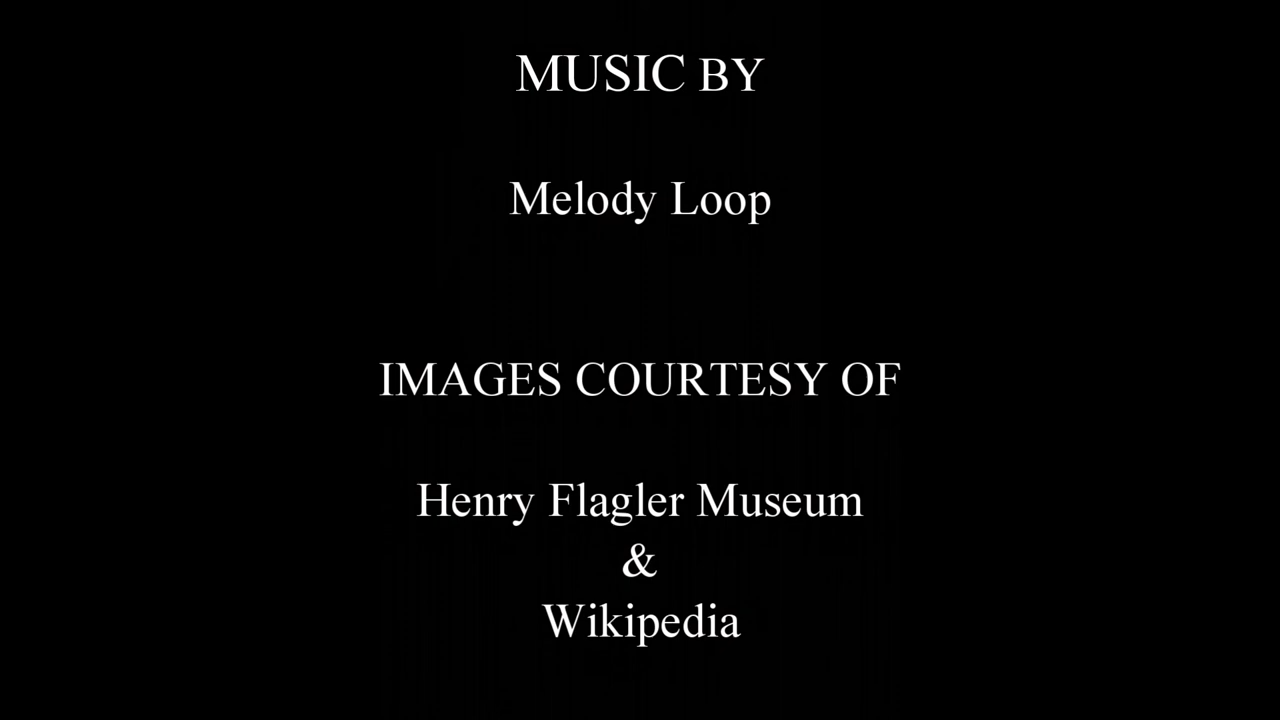 MUSIC BY
Melody Loop
IMAGES COURTESY OF
Henry Flagler Museum
&
Wikipedia